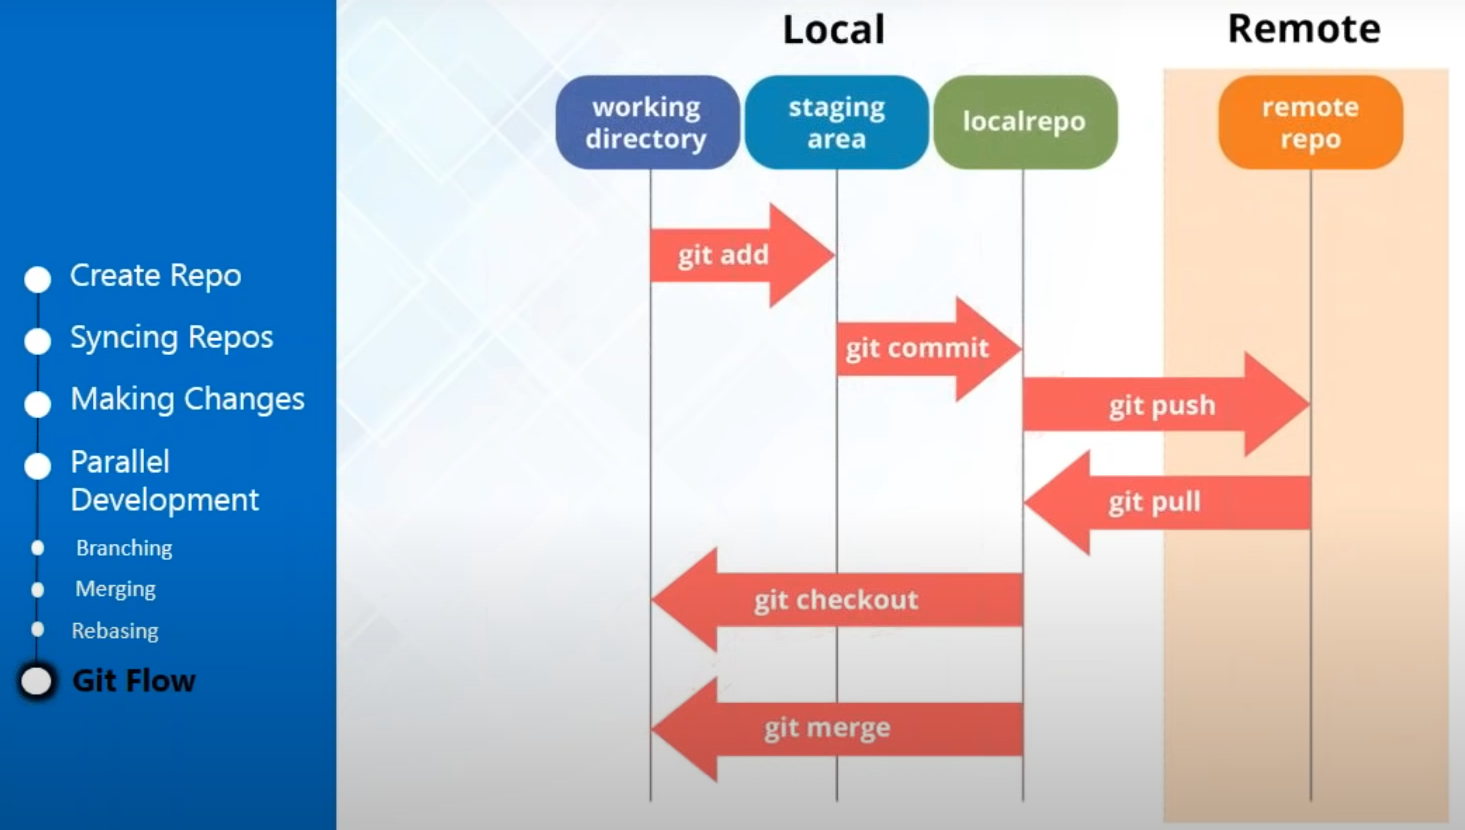 Create Repo
Syncing Repos
Making Changes
Parallel
Development
Branching
Merging
Rebasing
Git Flow
Local
Remote
working
directory
staging
area
localrepo
remote
repo
git add
git commit
git push
git pull
git checkout
git merge